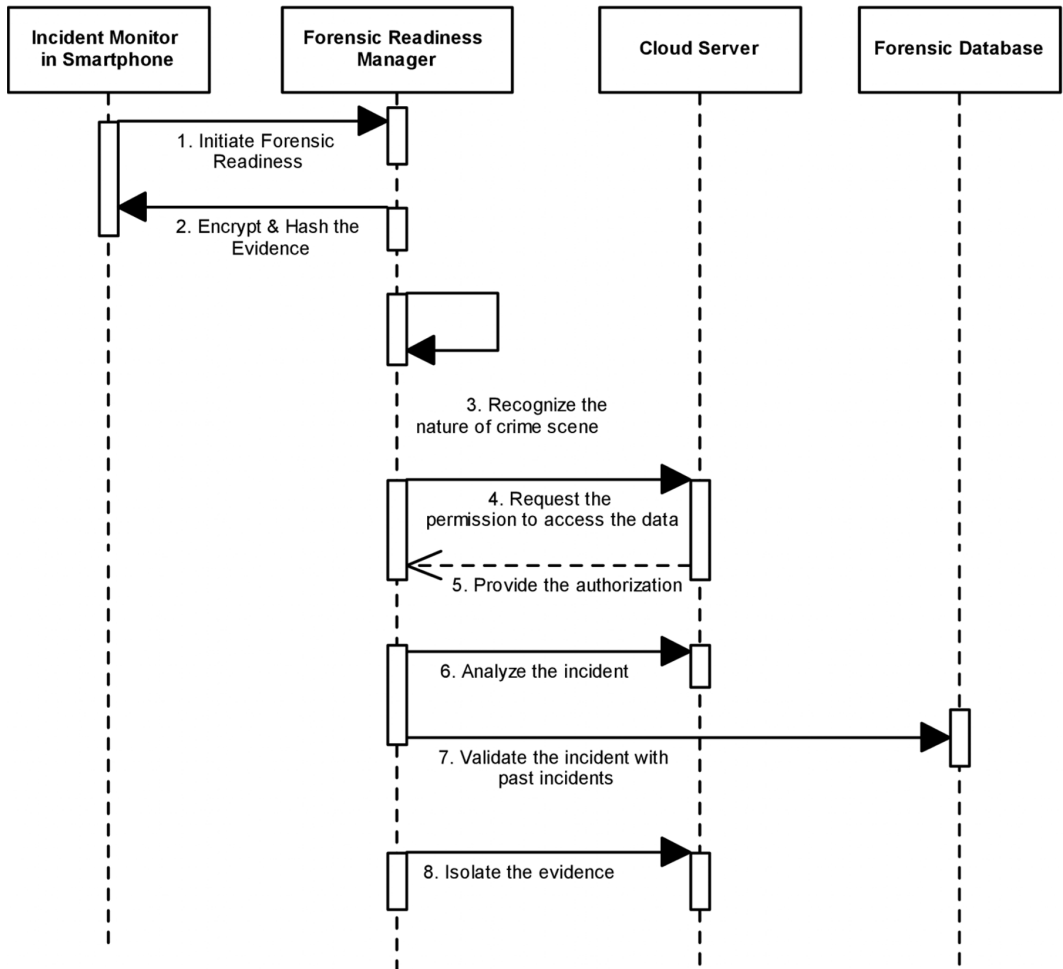 Incident Monitor
in Smartphone
Forensic Readiness
Manager
Cloud Server
Forensic Database
1. Initiate Forensic
Readiness
2. Encrypt & Hash the
Evidence
3. Recognize the
nature of crime scene
4. Request the
permission to access the data
5. Provide the authorization
6. Analyze the incident
7. Validate the incident with
past incidents
8. Isolate the evidence